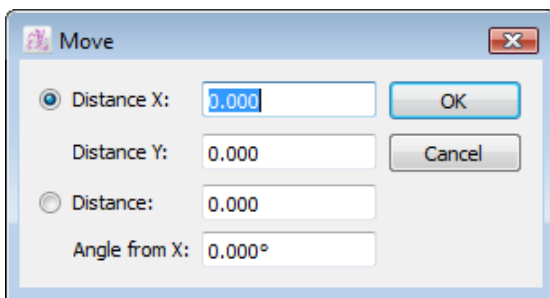 Move
Distance X: 0.000 OK
Distance Y: 0.000 Cancel
Distance: 0.000
Angle from X: 0.000°